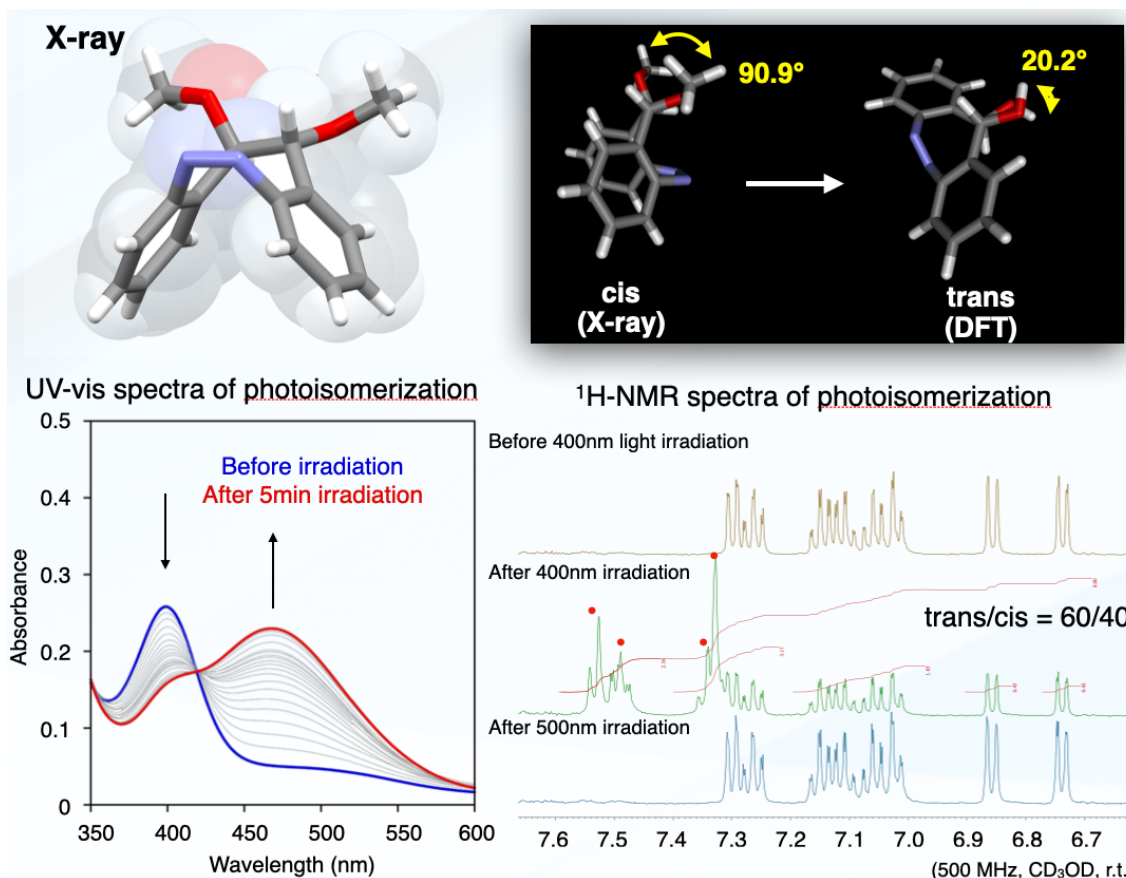 X-ray
90.9°
20.2°
cis
(X-ray)
trans
(DFT)
UV-vis spectra of photoisomerization
0.5
0.4
0.3
0.2
0.1
0
Absorbance
Before irradiation
After 5min irradiation
350 400 450 500 550 600
Wavelength (nm)
¹H-NMR spectra of photoisomerization
Before 400nm light irradiation
After 400nm irradiation
trans/cis = 60/40
After 500nm irradiation
7.6 7.5 7.4 7.3 7.2 7.1 7.0 6.9 6.8 6.7
(500 MHz, CD₃OD, r.t.